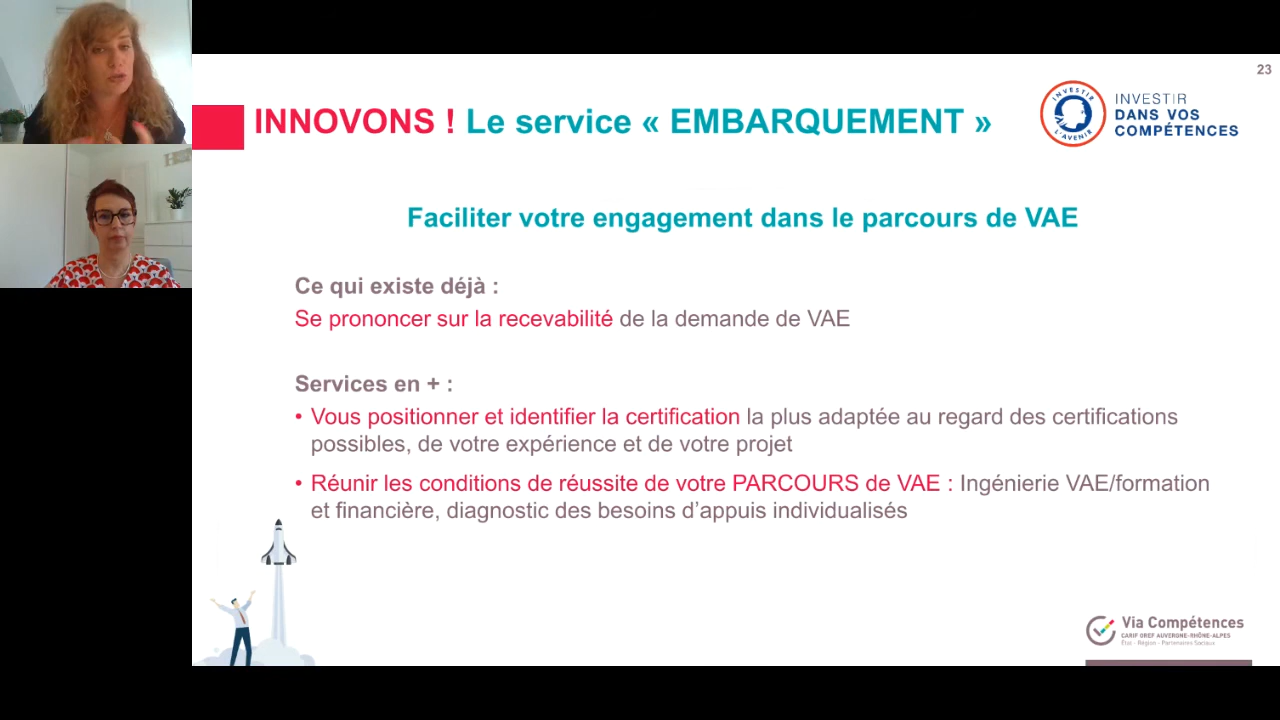 23
INNOVONS ! Le service « EMBARQUEMENT »
INVESTIR
L'AVENIR
INVESTIR
DANS VOS
COMPÉTENCES
Faciliter votre engagement dans le parcours de VAE
Ce qui existe déjà :
Se prononcer sur la recevabilité de la demande de VAE
Services en + :
• Vous positionner et identifier la certification la plus adaptée au regard des certifications
possibles, de votre expérience et de votre projet
• Réunir les conditions de réussite de votre PARCOURS de VAE : Ingénierie VAE/formation
et financière, diagnostic des besoins d'appuis individualisés
Via Compétences
CARIF OREF AUVERGNE-RHÔNE-ALPES
État - Région - Partenaires Sociaux